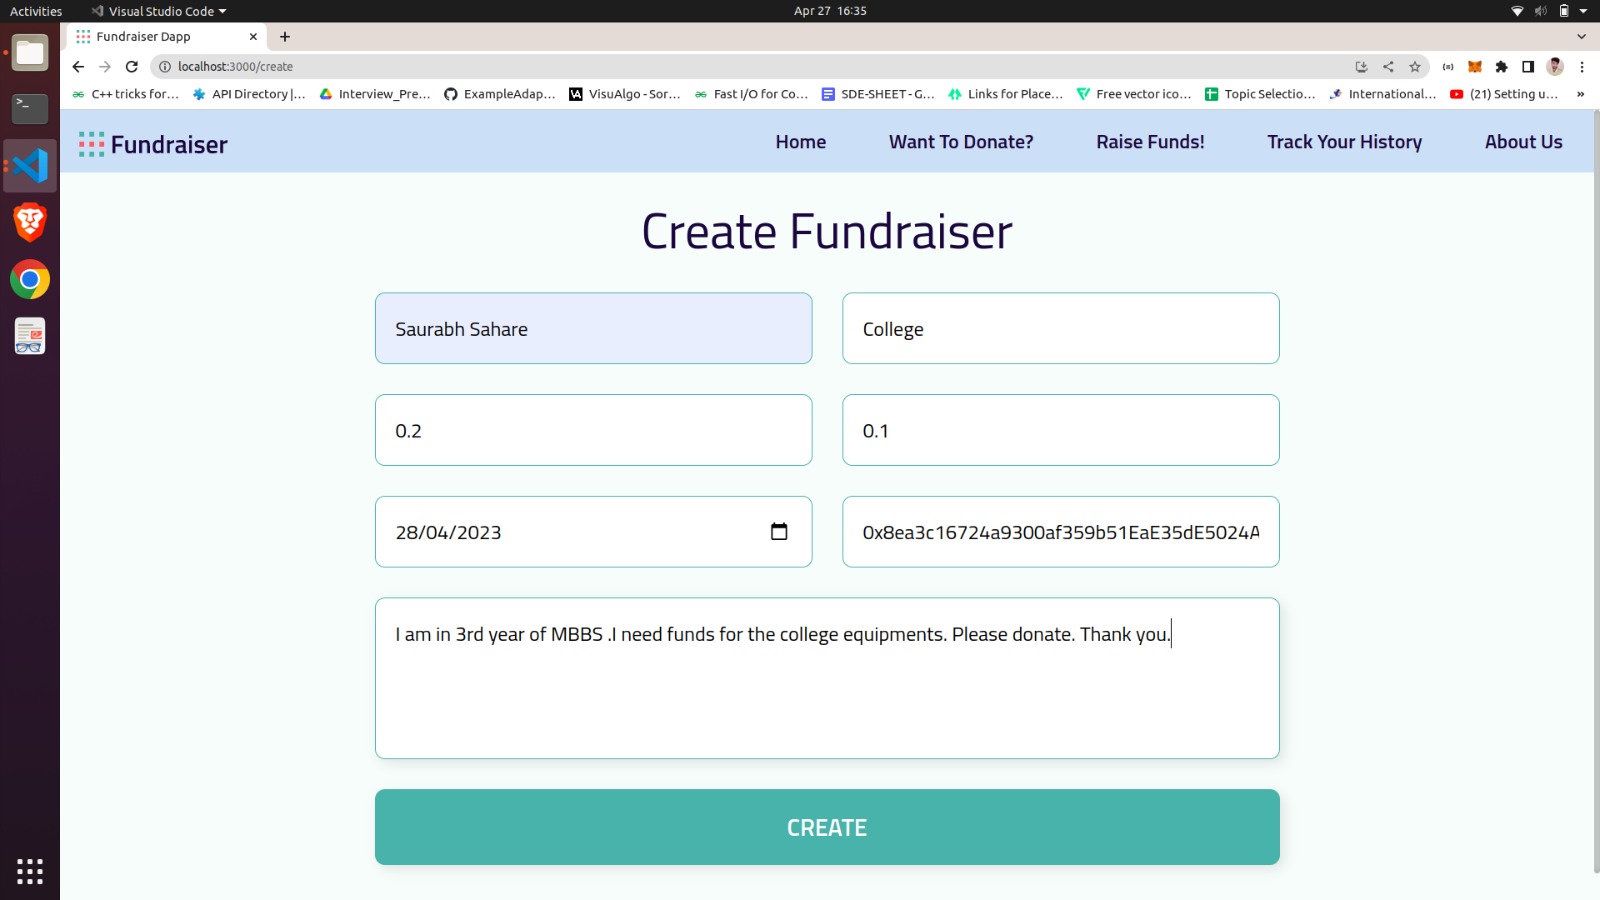 Activities Visual Studio Code Apr 27 16:35
Fundraiser Dapp
localhost:3000/create
C++ tricks for... API Directory |... Interview_Pre... ExampleAdap... VisuAlgo - Sor... Fast I/O for Co... SDE-SHEET - G... Links for Place... Free vector ico... Topic Selectio... International... (21) Setting u... »
Fundraiser Home Want To Donate? Raise Funds! Track Your History About Us
Create Fundraiser
Saurabh Sahare College
0.2 0.1
28/04/2023 0x8ea3c16724a9300af359b51EaE35dE5024A
I am in 3rd year of MBBS .I need funds for the college equipments. Please donate. Thank you.
CREATE